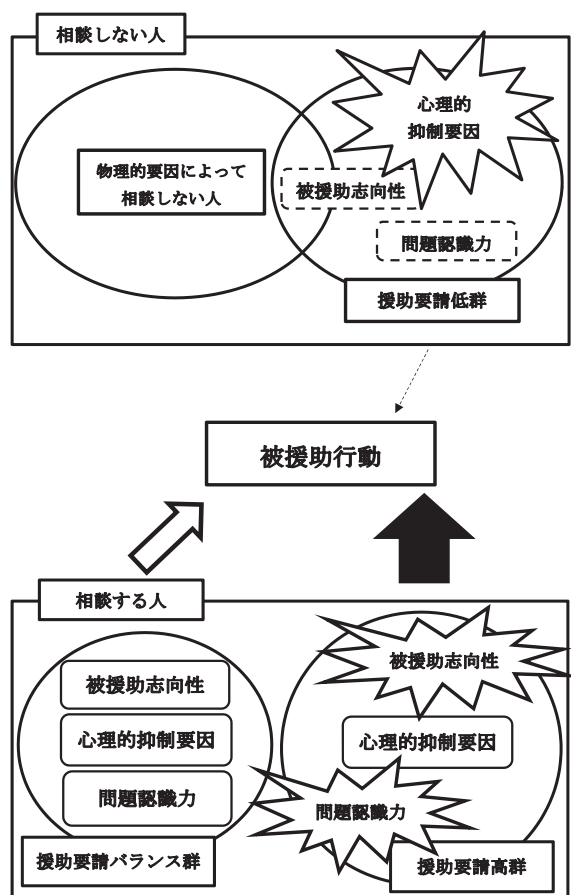 相談しない人
心理的
抑制要因
物理的要因によって
相談しない人
被援助志向性
問題認識力
援助要請低群
被援助行動
相談する人
被援助志向性
被援助志向性
心理的抑制要因
心理的抑制要因
問題認識力
問題認識力
援助要請バランス群
援助要請高群